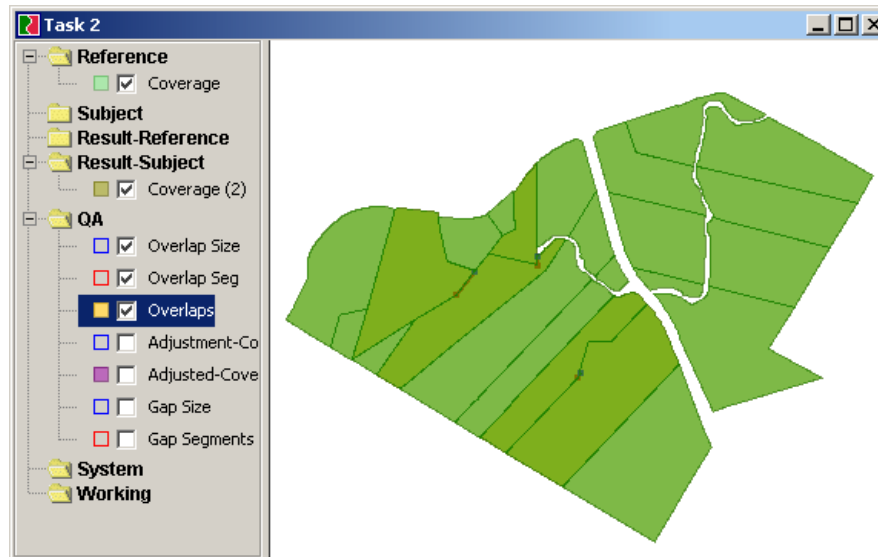 Task 2
Reference
Coverage
Subject
Result-Reference
Result-Subject
Coverage (2)
QA
Overlap Size
Overlap Seg
Overlaps
Adjustment-Co
Adjusted-Cove
Gap Size
Gap Segments
System
Working